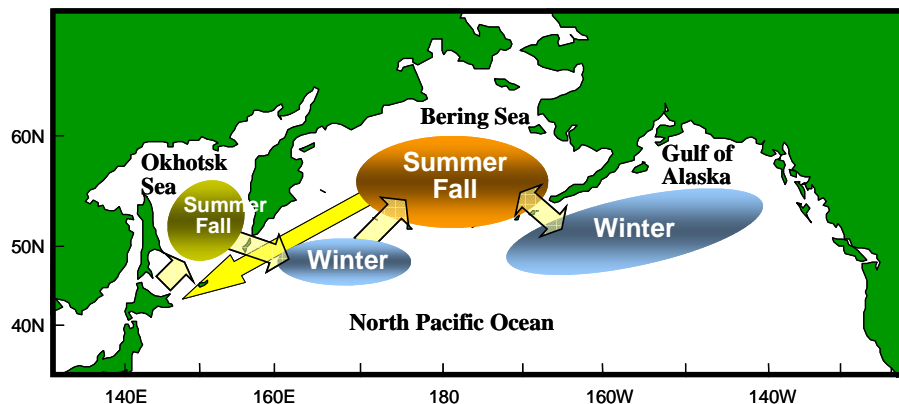 Bering Sea
60N
Okhotsk
Sea
Summer
Fall
Gulf of
Alaska
Summer
Fall
Winter
50N
Winter
40N
North Pacific Ocean
140E
160E
180
160W
140W